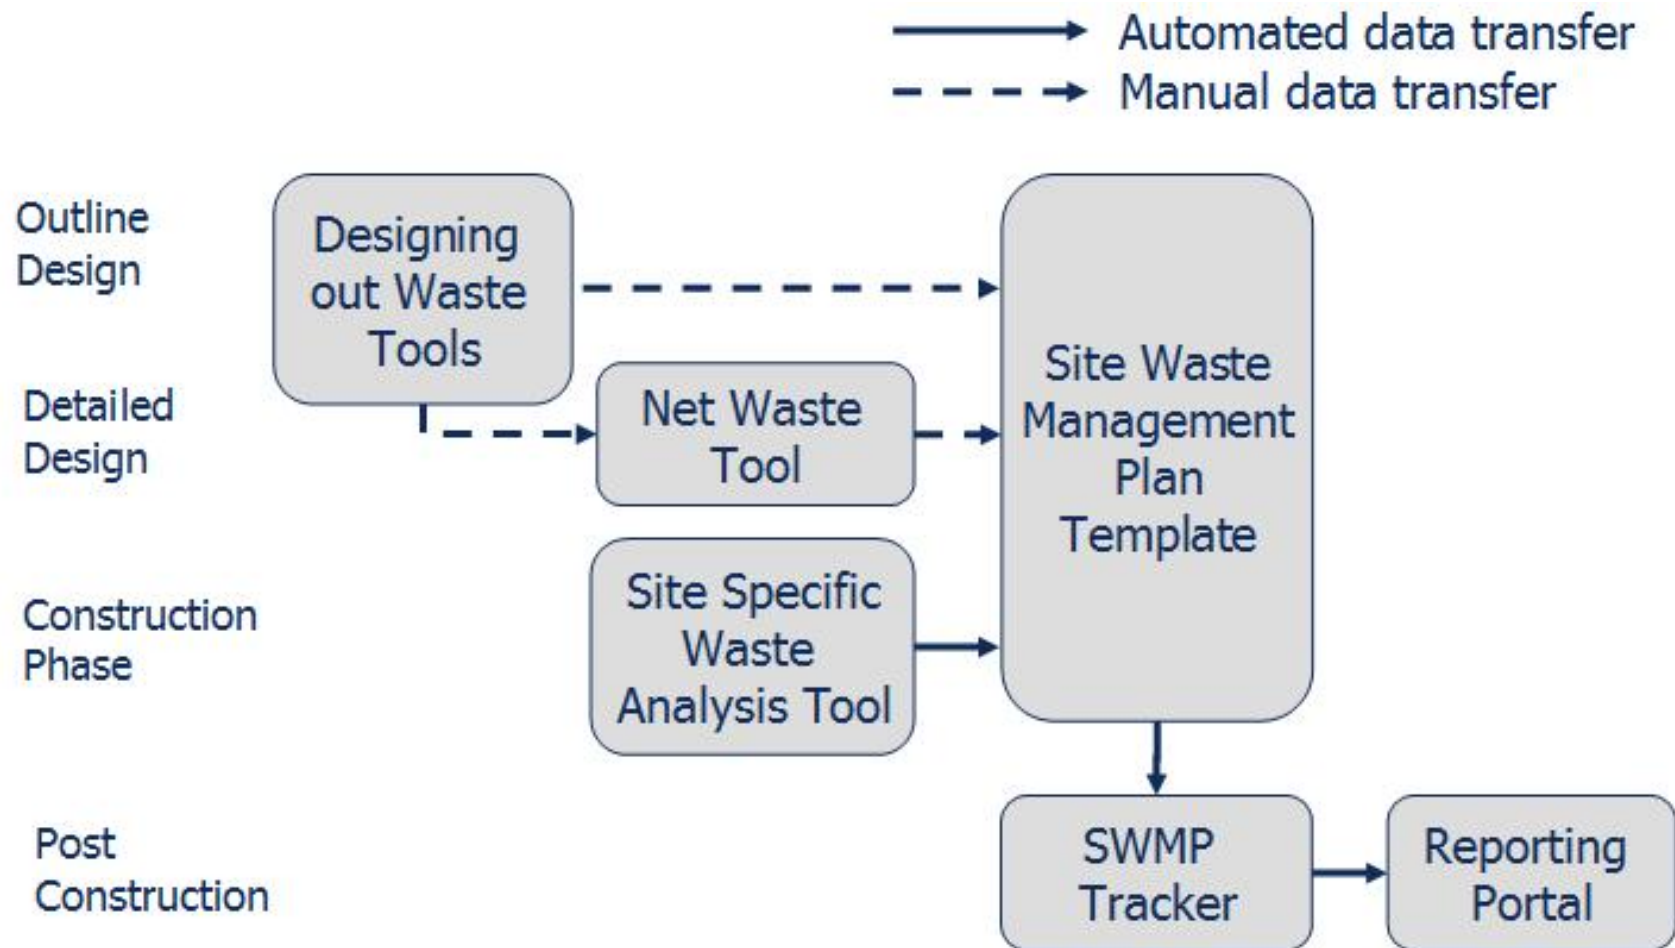 Automated data transfer
Manual data transfer
Outline
Design
Designing
out Waste
Tools
Detailed
Design
Net Waste
Tool
Site Waste
Management
Plan
Template
Construction
Phase
Site Specific
Waste
Analysis Tool
Post
Construction
SWMP
Tracker
Reporting
Portal